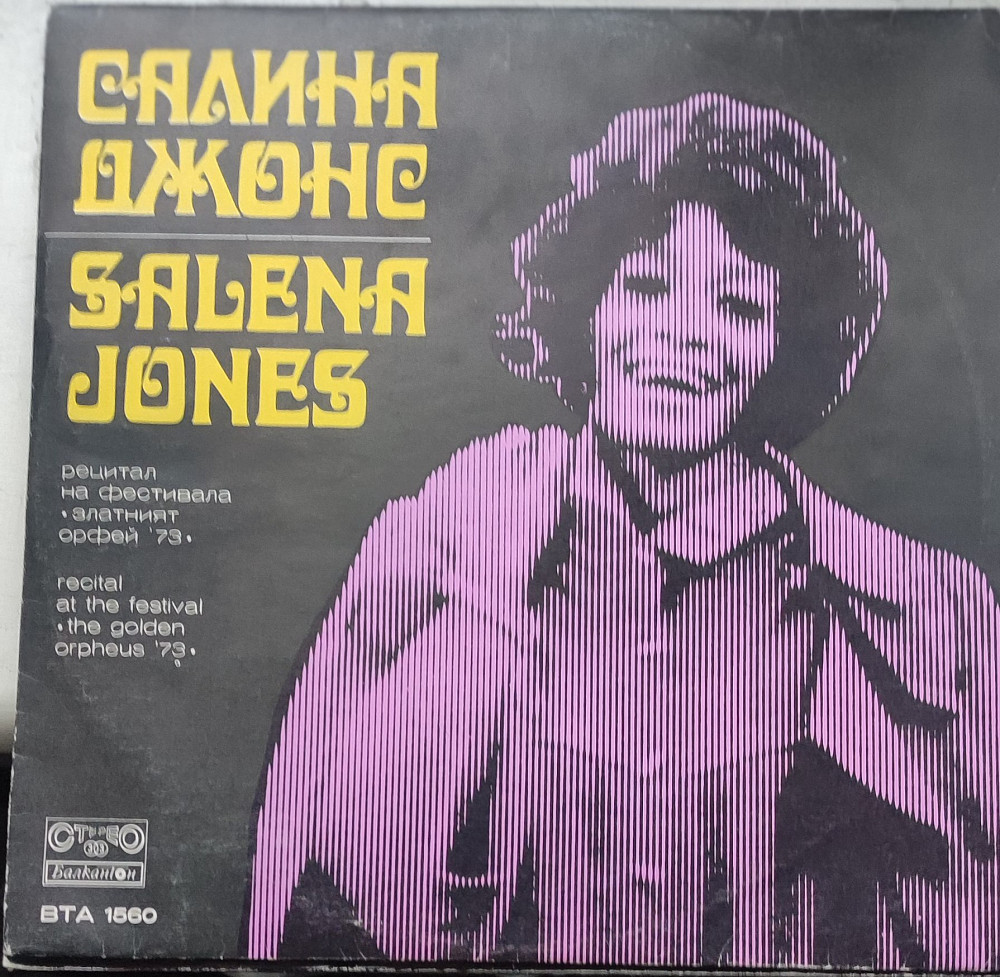 САЛИНА
ДЖОНС
SALENA
JONES
рецитал
на фестивала
•златният
орфей '73•
recital
at the festival
•the golden
orpheus '73•
СТЕРЕО
33
Балкантон
ВТА 1560